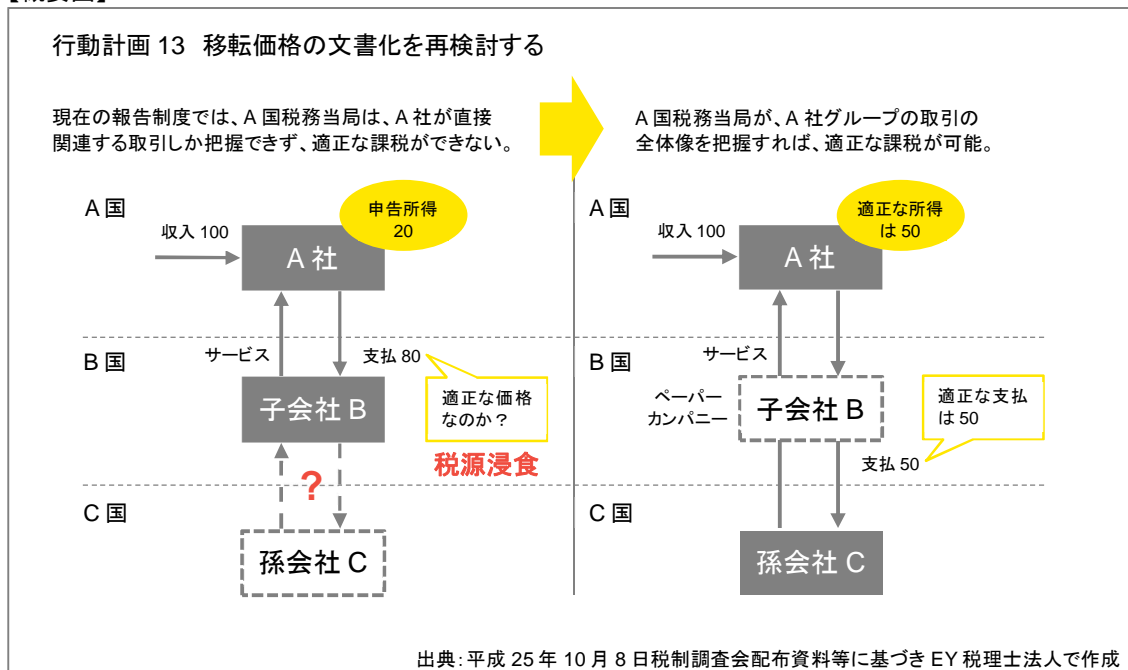 行動計画 13 移転価格の文書化を再検討する
現在の報告制度では、A 国税務当局は、A 社が直接
関連する取引しか把握できず、適正な課税ができない。
A 国
申告所得
20
収入 100
A 社
サービス
支払 80
B 国
子会社 B
適正な価格
なのか？
税源浸食
?
C 国
孫会社 C
A 国税務当局が、A 社グループの取引の
全体像を把握すれば、適正な課税が可能。
A 国
適正な所得
は 50
収入 100
A 社
サービス
B 国
ペーパー
カンパニー
子会社 B
適正な支払
は 50
支払 50
C 国
孫会社 C
出典：平成 25 年 10 月 8 日税制調査会配布資料等に基づき EY 税理士法人で作成